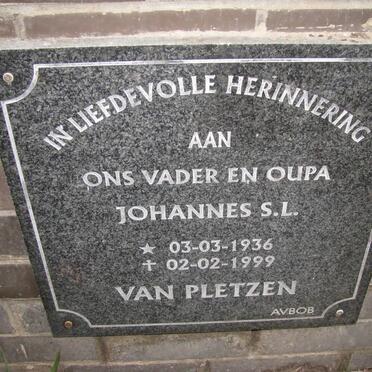 IN LIEFDEVOLLE HERINNERING
AAN
ONS VADER EN OUPA
JOHANNES S.L.
★ 03-03-1936
✝ 02-02-1999
VAN PLETZEN
AVBOB